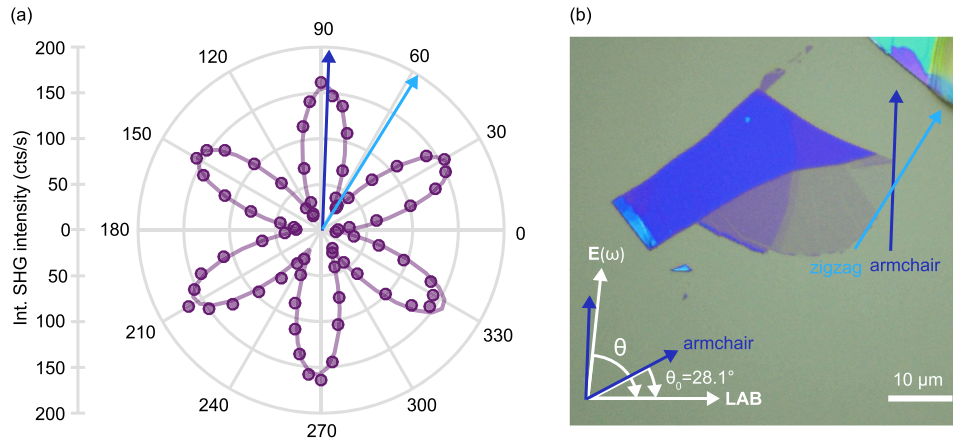 (a)
Int. SHG intensity (cts/s)
200
150
100
50
0
50
100
150
200
90
60
30
0
330
300
270
240
210
180
150
120
(b)
zigzag armchair
E(ω)
θ
armchair
θ₀=28.1°
LAB
10 μm